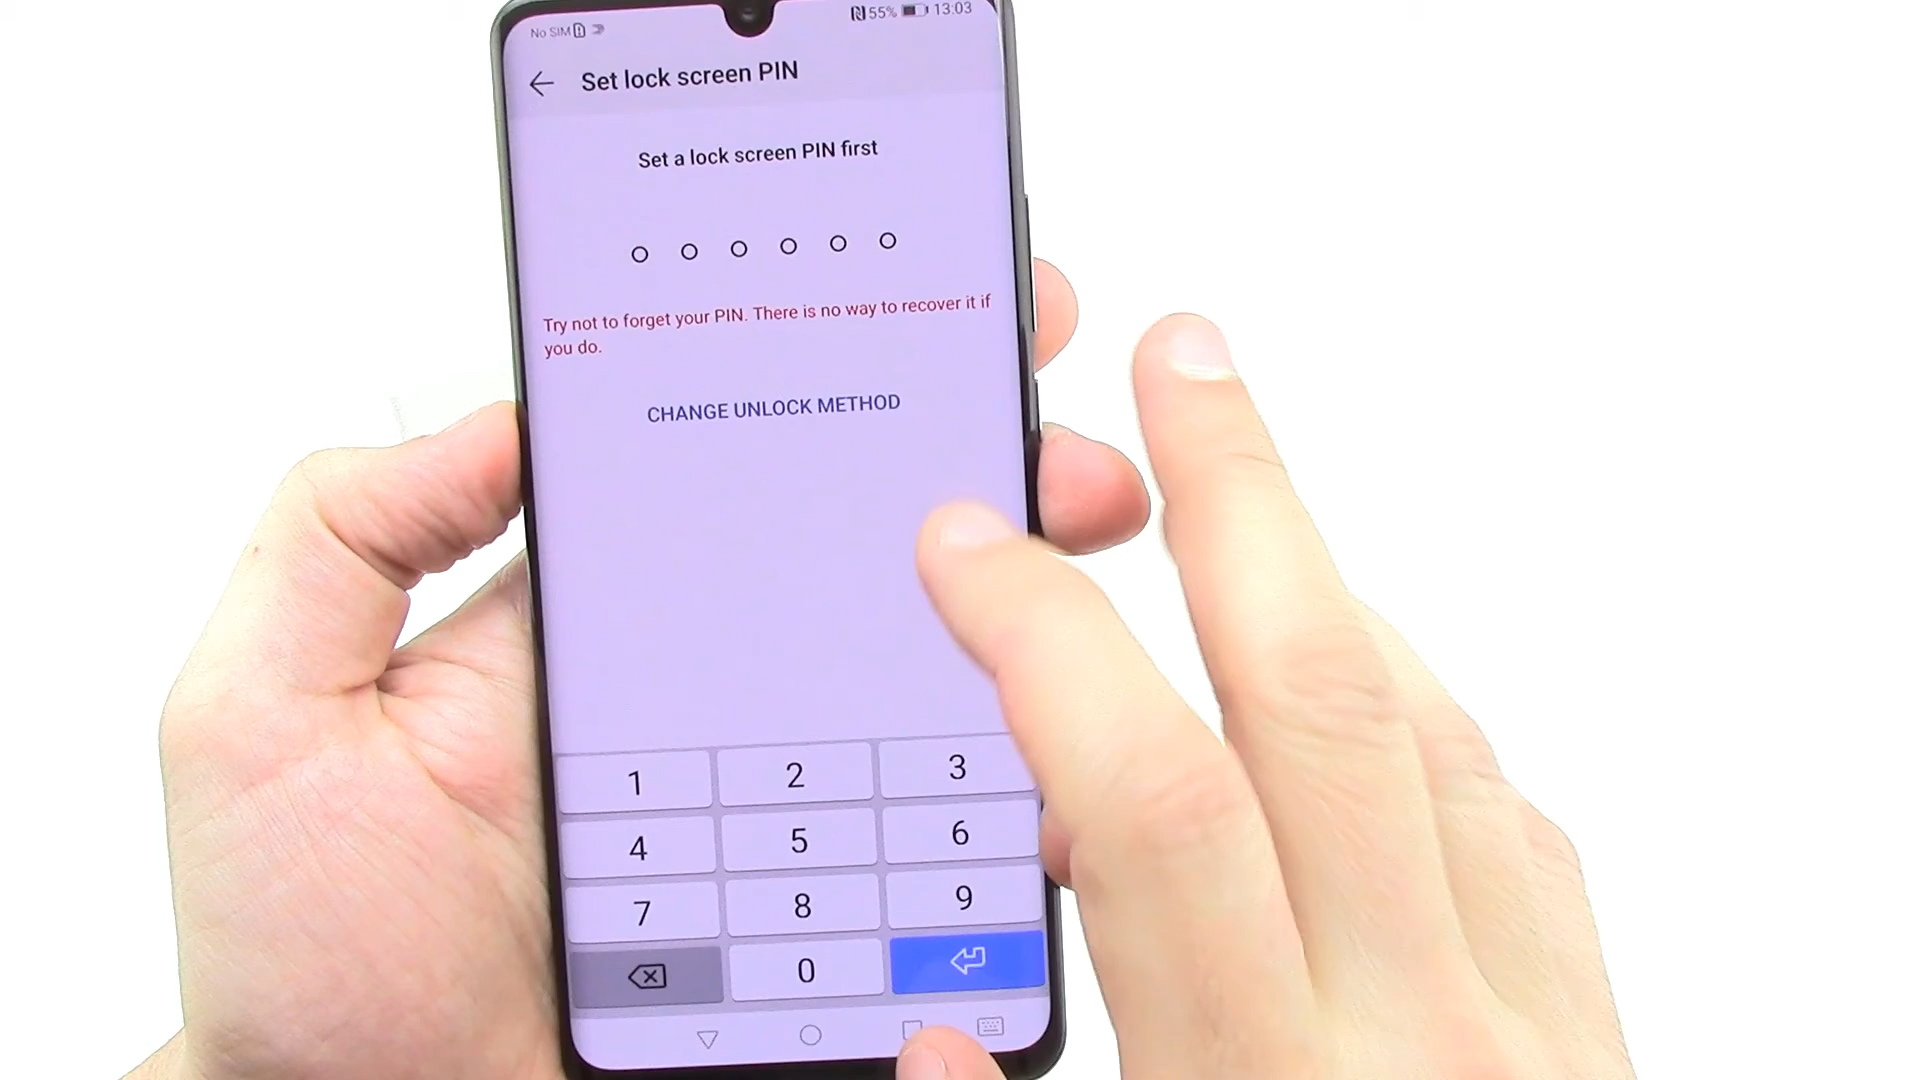 No SIM 55% 13:03
Set lock screen PIN
Set a lock screen PIN first
Try not to forget your PIN. There is no way to recover it if
you do.
CHANGE UNLOCK METHOD
1 2 3
4 5 6
7 8 9
0